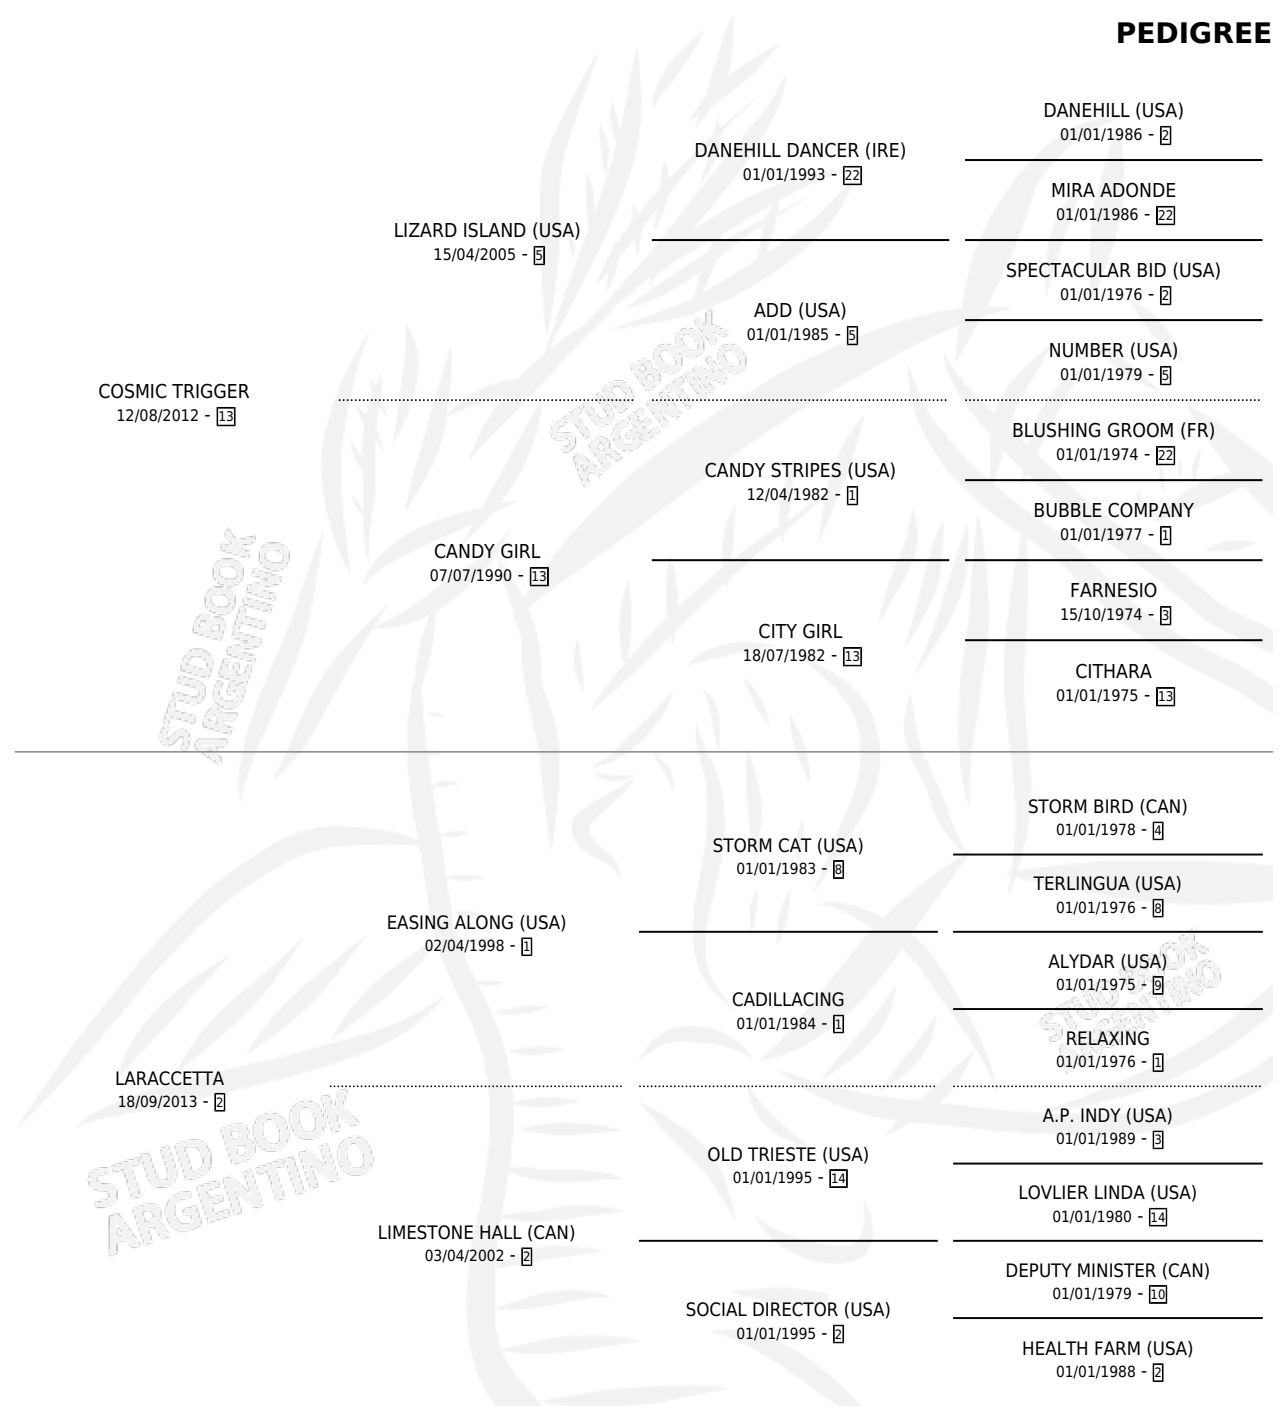 PEDIGREE
DANEHILL (USA)
01/01/1986 - 2
DANEHILL DANCER (IRE)
01/01/1993 - 22
MIRA ADONDE
01/01/1986 - 22
LIZARD ISLAND (USA)
15/04/2005 - 5
SPECTACULAR BID (USA)
01/01/1976 - 2
ADD (USA)
01/01/1985 - 5
NUMBER (USA)
01/01/1979 - 5
COSMIC TRIGGER
12/08/2012 - 13
STUD BOOK
ARGENTINO
BLUSHING GROOM (FR)
01/01/1974 - 22
CANDY STRIPES (USA)
12/04/1982 - 1
BUBBLE COMPANY
01/01/1977 - 1
CANDY GIRL
07/07/1990 - 13
FARNESIO
15/10/1974 - 3
CITY GIRL
18/07/1982 - 13
CITHARA
01/01/1975 - 13
STUD BOOK
ARGENTINO
STORM BIRD (CAN)
01/01/1978 - 4
STORM CAT (USA)
01/01/1983 - 8
TERLINGUA (USA)
01/01/1976 - 8
EASING ALONG (USA)
02/04/1998 - 1
ALYDAR (USA)
01/01/1975 - 9
CADILLACING
01/01/1984 - 1
STUD BOOK
ARGENTINO
RELAXING
01/01/1976 - 1
LARACCETTA
18/09/2013 - 2
STUD BOOK
ARGENTINO
A.P. INDY (USA)
01/01/1989 - 3
OLD TRIESTE (USA)
01/01/1995 - 14
LOVLIER LINDA (USA)
01/01/1980 - 14
LIMESTONE HALL (CAN)
03/04/2002 - 2
DEPUTY MINISTER (CAN)
01/01/1979 - 10
SOCIAL DIRECTOR (USA)
01/01/1995 - 2
HEALTH FARM (USA)
01/01/1988 - 2